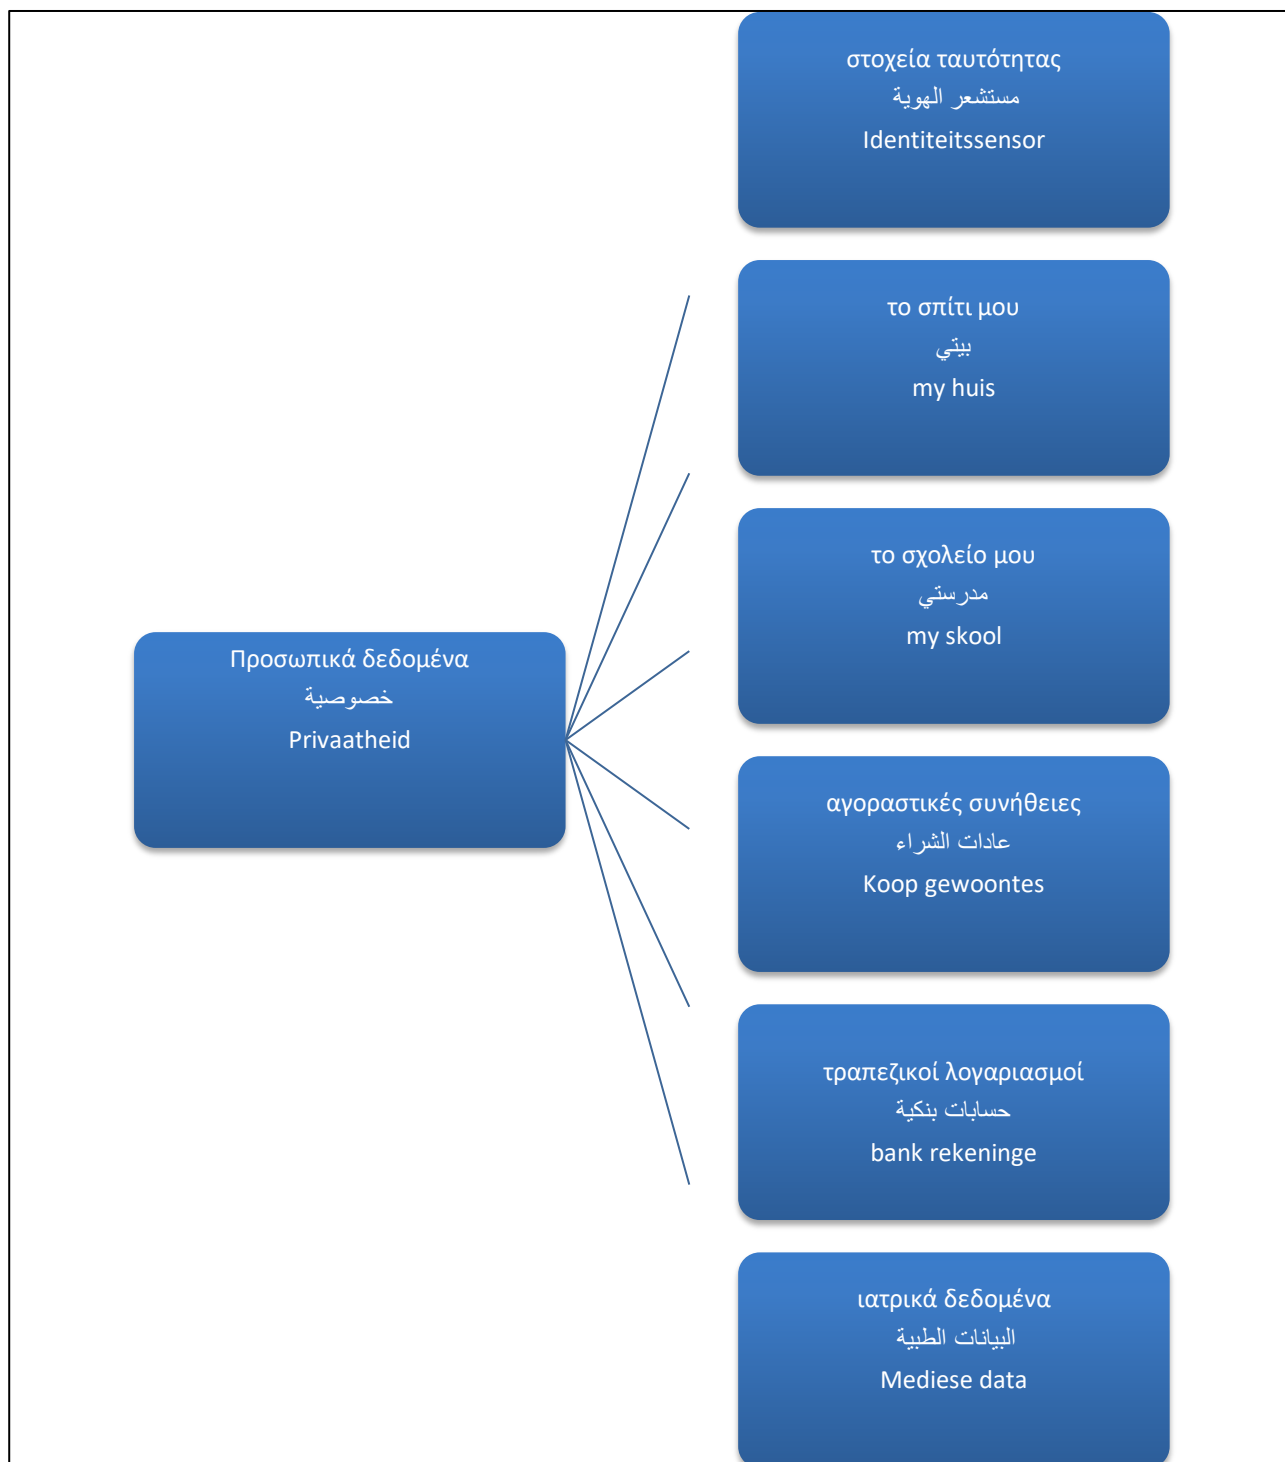 στοχεία ταυτότητας
مستشعر الهوية
Identiteitssensor
το σπίτι μου
بيتي
my huis
το σχολείο μου
مدرستي
my skool
Προσωπικά δεδομένα
خصوصية
Privaatheid
αγοραστικές συνήθειες
عادات الشراء
Koop gewoontes
τραπεζικοί λογαριασμοί
حسابات بنكية
bank rekeninge
ιατρικά δεδομένα
البيانات الطبية
Mediese data